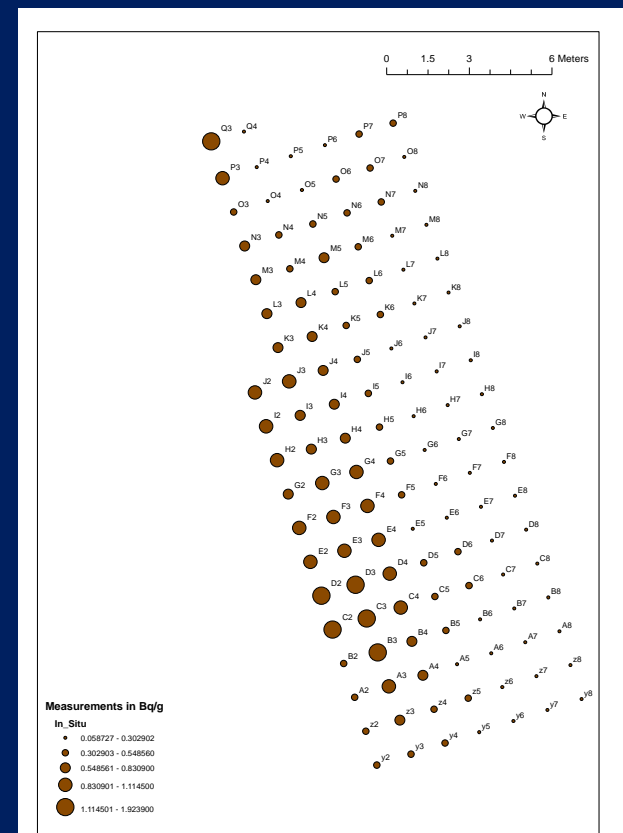 0 1.5 3 6 Meters
N
W E
S
P8
Q3 Q4 P7
P6
P5 O8
P3 P4 O7
O6
O5 N8
O3 O4 N7
N6
N5 M8
N3 N4 M7
M6
M5 L8
M3 M4 L7
L6
L5 K8
L3 L4 K7
K6
K5 J8
K3 K4 J7
J6
J5 I8
J4 I7
J2 J3 I6
I5 H8
I3 I4 H7
I2 H6
H5 G8
H3 H4 G7
H2 G6
G5 F8
G3 G4 F7
G2 F6
F5 E8
F4 E7
F2 F3 E6
E5 D8
E4 D7
E2 E3 D6
D5 C8
D4 C7
D2 D3 C6
C5 B8
C4 B7
C2 C3 B6
B5 A8
B4 A7
B2 B3 A6
A5 z8
A4 z7
A2 A3 z6
z5 y8
z4 y7
z2 z3 y6
y5
y4
y2 y3
Measurements in Bq/g
In_Situ
0.058727 - 0.302902
0.302903 - 0.548560
0.548561 - 0.830900
0.830901 - 1.114500
1.114501 - 1.923900